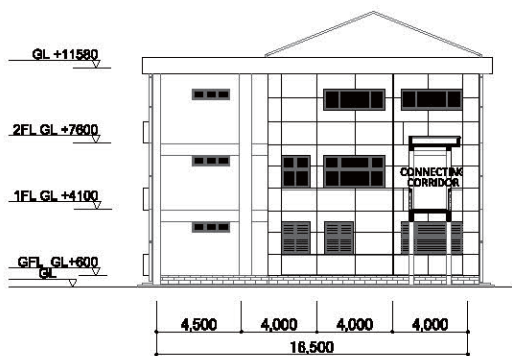 GL +11580
2FL GL +7600
CONNECTING
CORRIDOR
1FL GL +4100
GFL GL+600
GL
4,500 4,000 4,000 4,000
16,500